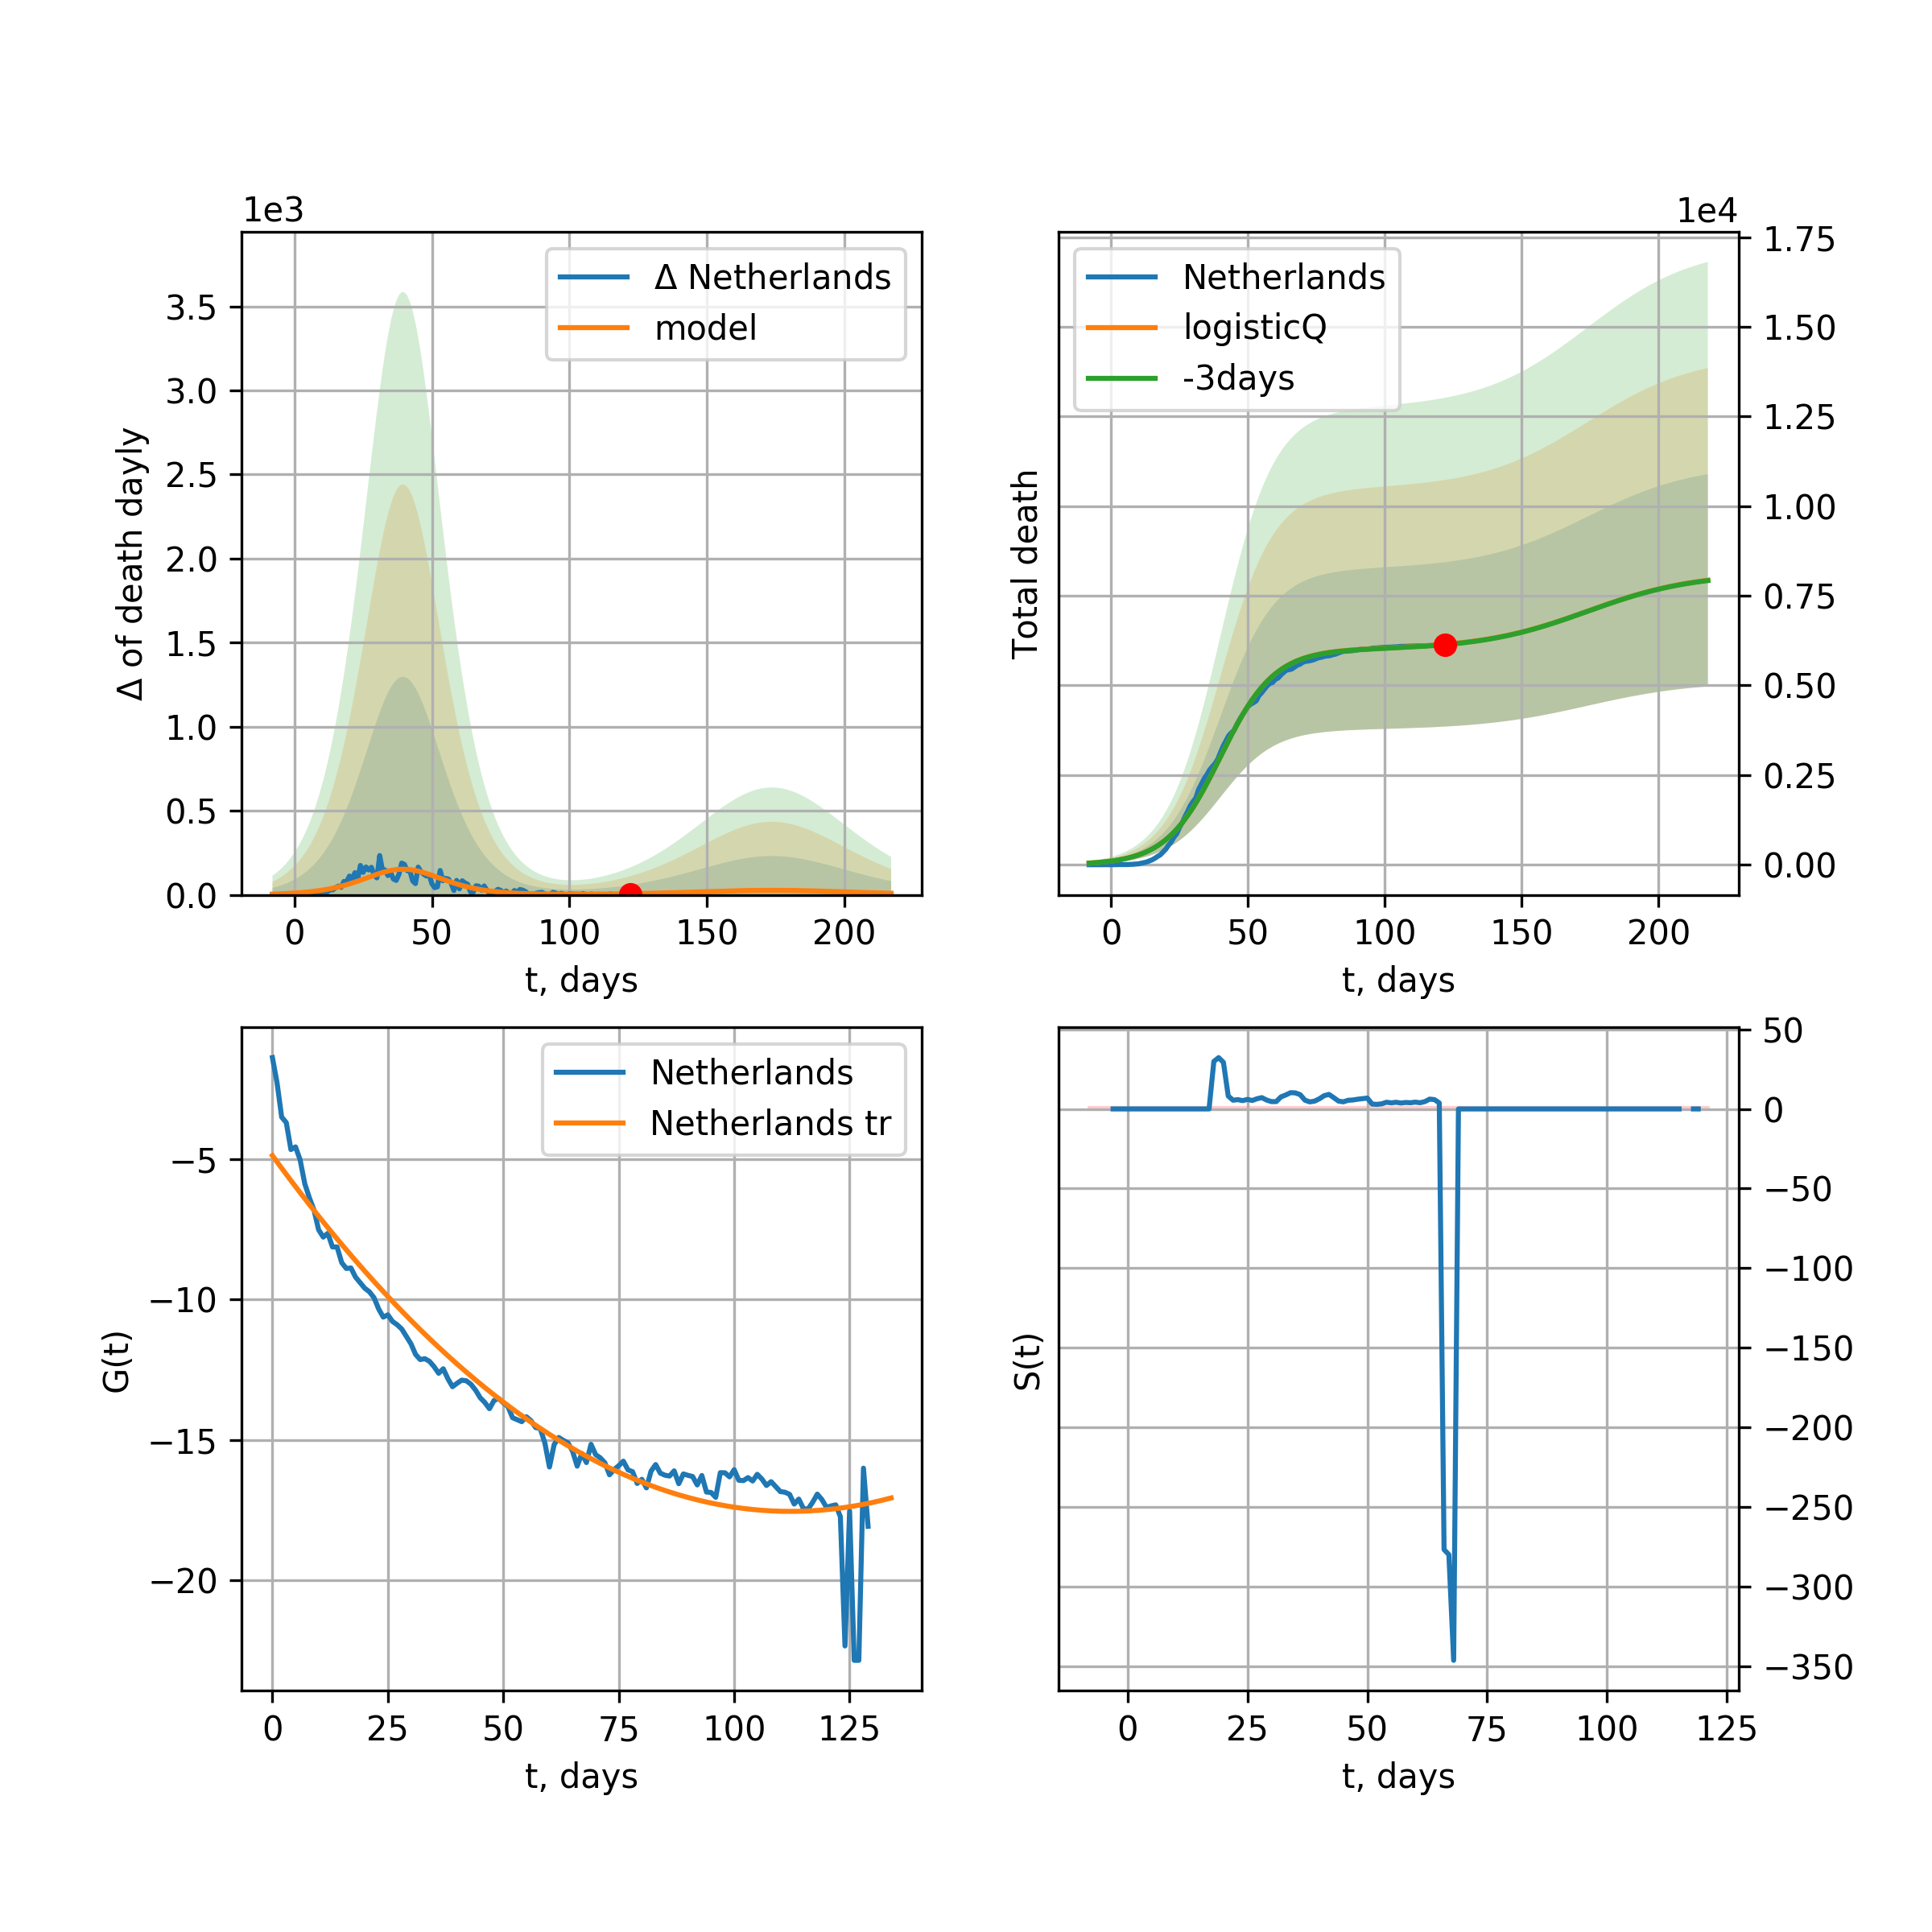 1e3
Δ Netherlands
model
3.5
3.0
2.5
2.0
1.5
1.0
0.5
0.0
Δ of death dayly
0 50 100 150 200
t, days
1e4
Netherlands
logisticQ
-3days
1.75
1.50
1.25
1.00
0.75
0.50
0.25
0.00
Total death
0 50 100 150 200
t, days
Netherlands
Netherlands tr
−5
−10
−15
−20
G(t)
0 25 50 75 100 125
t, days
50
0
−50
−100
−150
−200
−250
−300
−350
S(t)
0 25 50 75 100 125
t, days